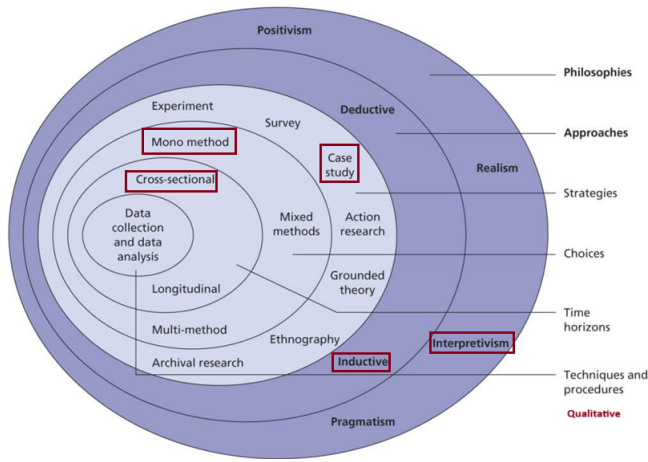 Positivism
Philosophies
Experiment
Deductive
Survey
Approaches
Mono method
Case
study
Realism
Cross-sectional
Strategies
Data
collection
and data
analysis
Mixed
methods
Action
research
Choices
Grounded
theory
Longitudinal
Time
horizons
Multi-method
Ethnography
Interpretivism
Archival research
Inductive
Techniques and
procedures
Qualitative
Pragmatism